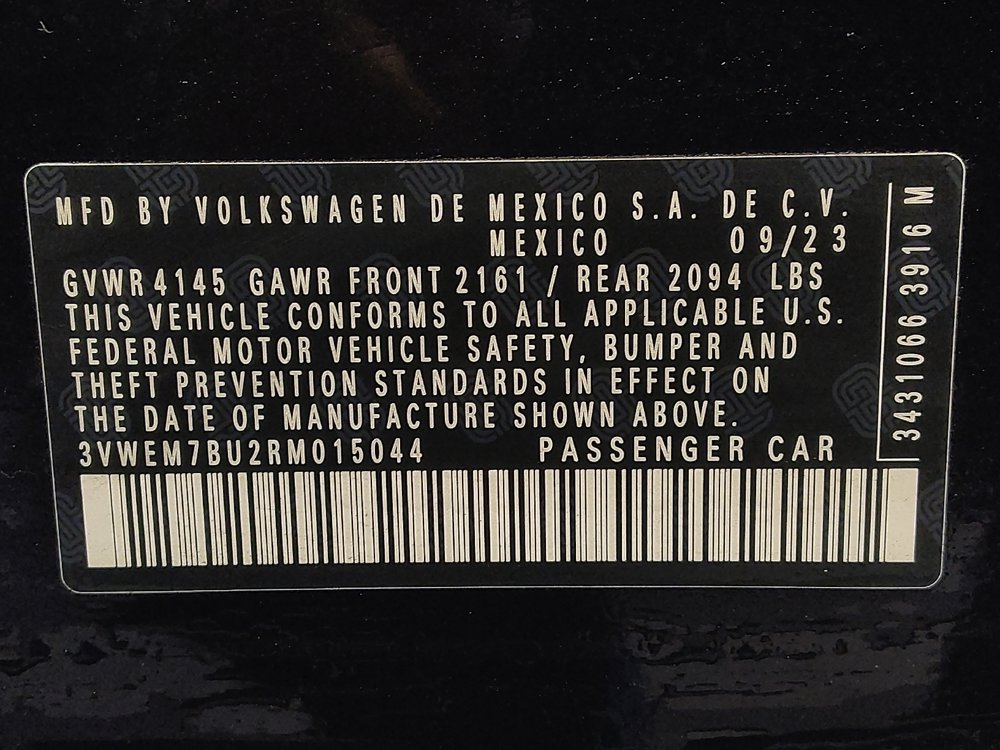 MFD BY VOLKSWAGEN DE MEXICO S.A. DE C.V.
MEXICO 09/23
GVWR 4145 GAWR FRONT 2161 / REAR 2094 LBS
THIS VEHICLE CONFORMS TO ALL APPLICABLE U.S.
FEDERAL MOTOR VEHICLE SAFETY, BUMPER AND
THEFT PREVENTION STANDARDS IN EFFECT ON
THE DATE OF MANUFACTURE SHOWN ABOVE.
3VWEM7BU2RM015044 PASSENGER CAR
3431066 3916 M